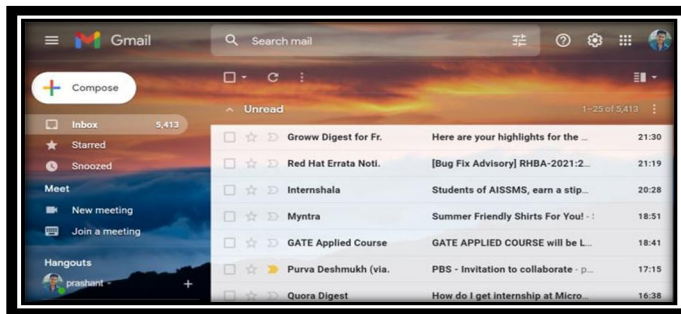 Gmail
Search mail
Compose
Inbox 5,413
Starred
Snoozed
Meet
New meeting
Join a meeting
Hangouts
prashant
Unread 1–25 of 5,413
Groww Digest for Fr. Here are your highlights for the ... 21:30
Red Hat Errata Noti. [Bug Fix Advisory] RHBA-2021:2... 21:19
Internshala Students of AISSMS, earn a stip... 20:28
Myntra Summer Friendly Shirts For You! - 18:51
GATE Applied Course GATE APPLIED COURSE will be L... 18:41
Purva Deshmukh (via. PBS - Invitation to collaborate - p... 17:15
Quora Digest How do I get internship at Micro... 16:38